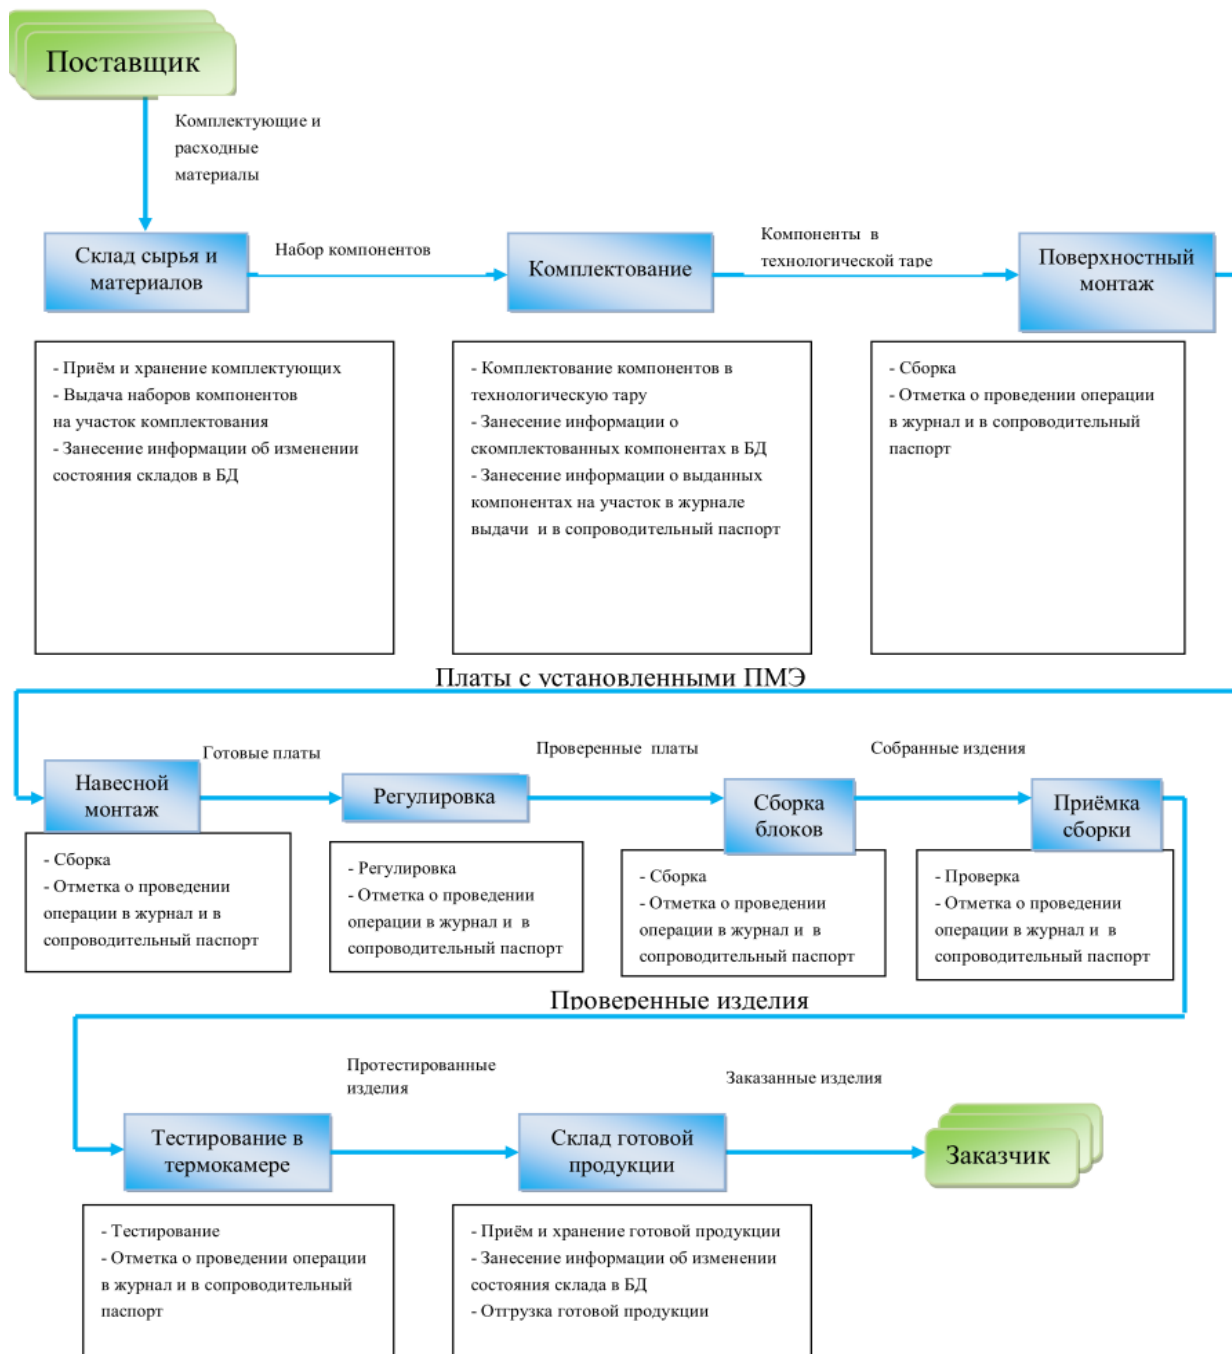 Поставщик
Комплектующие и
расходные
материалы
Склад сырья и
материалов
Набор компонентов
Комплектование
Компоненты в
технологической таре
Поверхностный
монтаж
- Приём и хранение комплектующих
- Выдача наборов компонентов
на участок комплектования
- Занесение информации об изменении
состояния складов в БД
- Комплектование компонентов в
технологическую тару
- Занесение информации о
скомплектованных компонентах в БД
- Занесение информации о выданных
компонентах на участок в журнале
выдачи и в сопроводительный паспорт
- Сборка
- Отметка о проведении операции
в журнал и в сопроводительный
паспорт
Платы с установленными ПМЭ
Навесной
монтаж
Готовые платы
Регулировка
Проверенные платы
Сборка
блоков
Собранные издения
Приёмка
сборки
- Сборка
- Отметка о проведении
операции в журнал и в
сопроводительный паспорт
- Регулировка
- Отметка о проведении
операции в журнал и в
сопроводительный паспорт
- Сборка
- Отметка о проведении
операции в журнал и в
сопроводительный паспорт
- Проверка
- Отметка о проведении
операции в журнал и в
сопроводительный паспорт
Проверенные изделия
Тестирование в
термокамере
Протестированные
изделия
Склад готовой
продукции
Заказанные изделия
Заказчик
- Тестирование
- Отметка о проведении операции
в журнал и в сопроводительный
паспорт
- Приём и хранение готовой продукции
- Занесение информации об изменении
состояния склада в БД
- Отгрузка готовой продукции